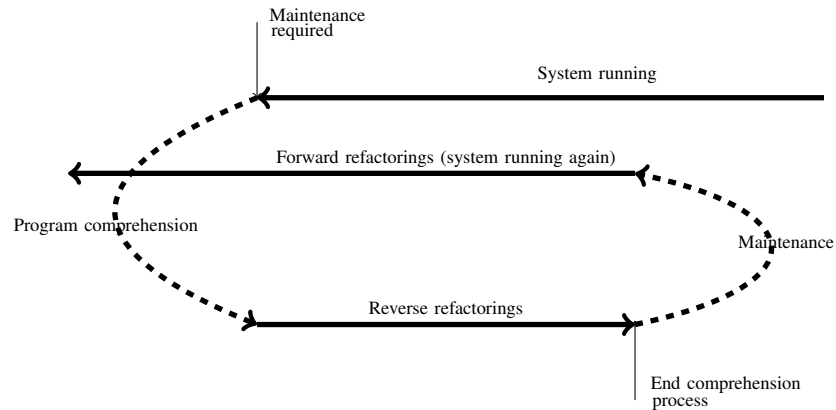 Maintenance
required
System running
Forward refactorings (system running again)
Program comprehension
Maintenance
Reverse refactorings
End comprehension
process